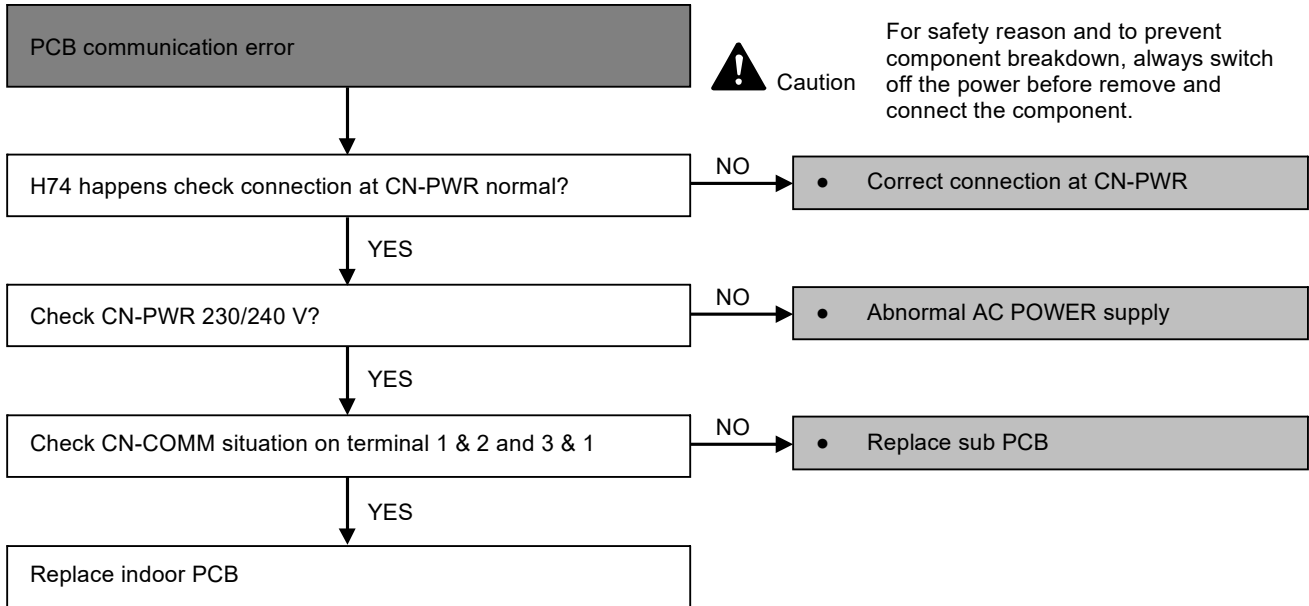 PCB communication error
Caution
For safety reason and to prevent
component breakdown, always switch
off the power before remove and
connect the component.
H74 happens check connection at CN-PWR normal?
NO
● Correct connection at CN-PWR
YES
Check CN-PWR 230/240 V?
NO
● Abnormal AC POWER supply
YES
Check CN-COMM situation on terminal 1 & 2 and 3 & 1
NO
● Replace sub PCB
YES
Replace indoor PCB